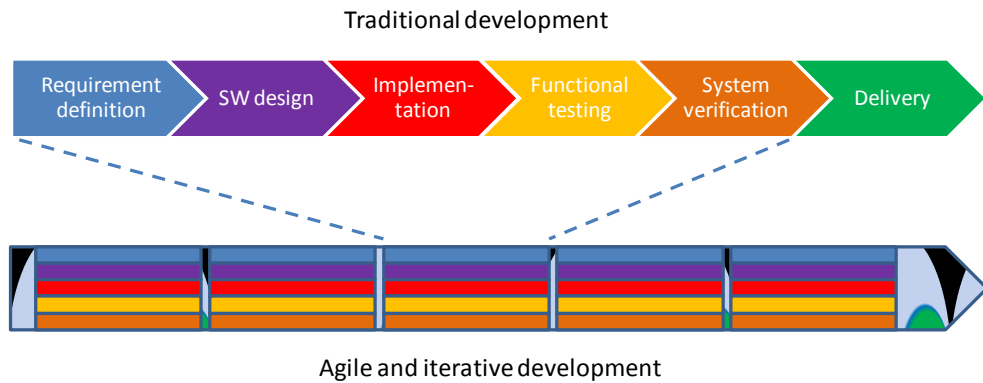 Traditional development
Requirement
definition
SW design
Implemen-
tation
Functional
testing
System
verification
Delivery
Agile and iterative development